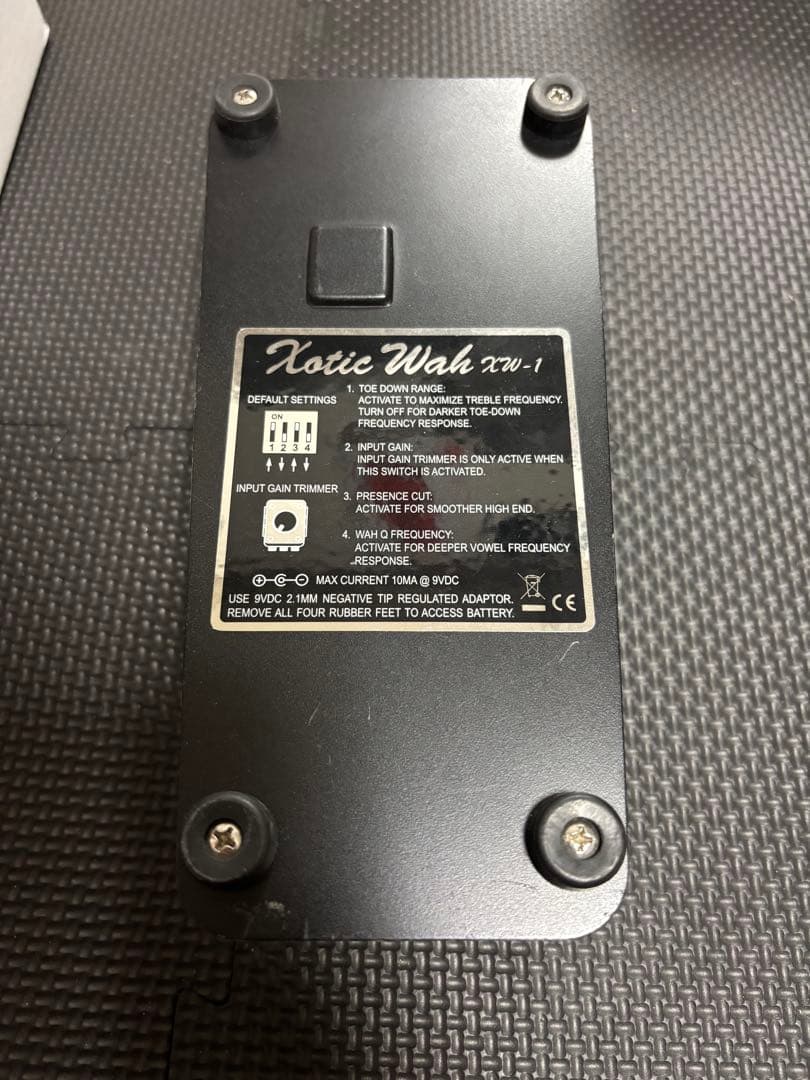 Xotic Wah XW-1
DEFAULT SETTINGS
ON
1 2 3 4
INPUT GAIN TRIMMER
1. TOE DOWN RANGE:
ACTIVATE TO MAXIMIZE TREBLE FREQUENCY.
TURN OFF FOR DARKER TOE-DOWN
FREQUENCY RESPONSE.
2. INPUT GAIN:
INPUT GAIN TRIMMER IS ONLY ACTIVE WHEN
THIS SWITCH IS ACTIVATED.
3. PRESENCE CUT:
ACTIVATE FOR SMOOTHER HIGH END.
4. WAH Q FREQUENCY:
ACTIVATE FOR DEEPER VOWEL FREQUENCY
RESPONSE.
MAX CURRENT 10MA @ 9VDC
USE 9VDC 2.1MM NEGATIVE TIP REGULATED ADAPTOR.
REMOVE ALL FOUR RUBBER FEET TO ACCESS BATTERY.
CE